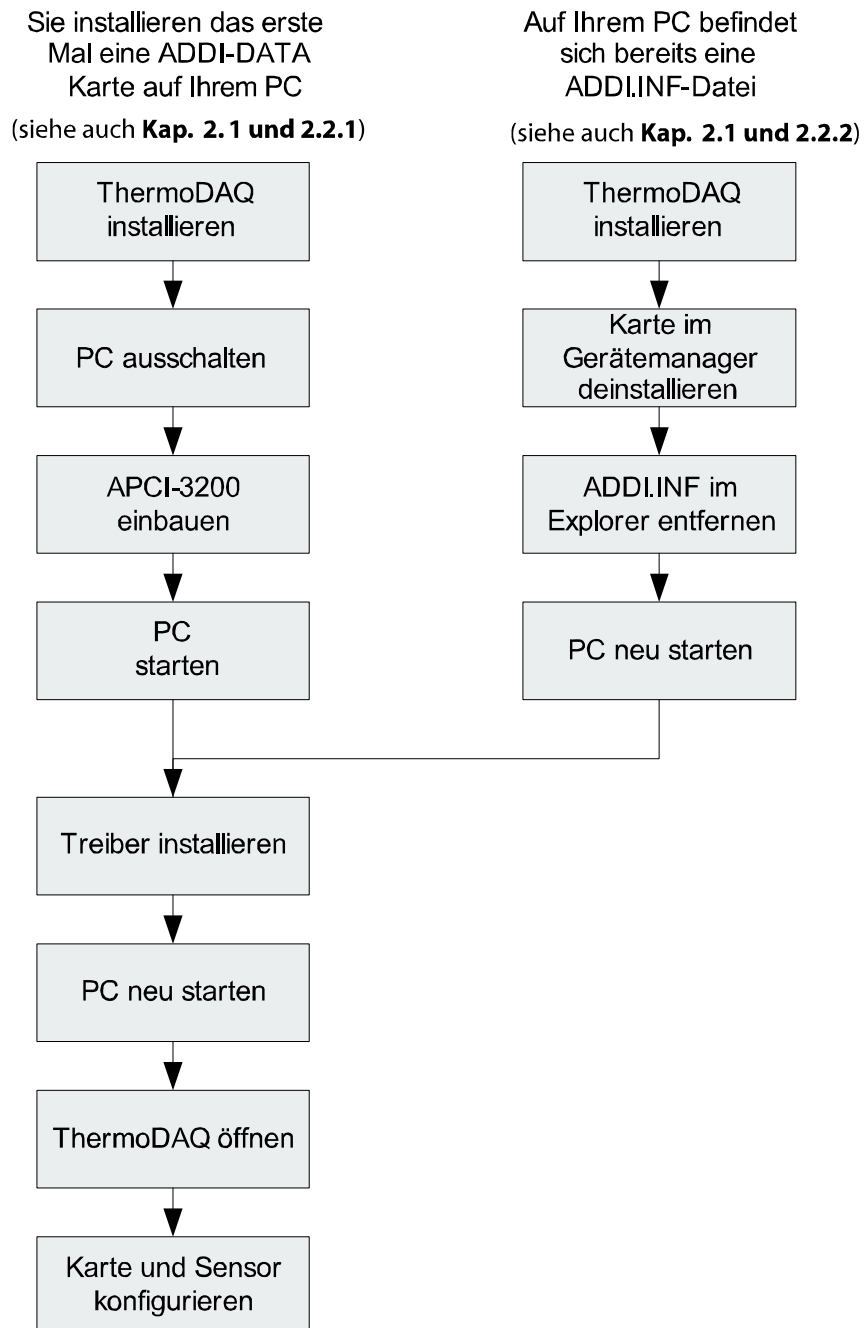 Sie installieren das erste
Mal eine ADDI-DATA
Karte auf Ihrem PC
(siehe auch Kap. 2.1 und 2.2.1)
ThermoDAQ
installieren
PC ausschalten
APCI-3200
einbauen
PC
starten
Auf Ihrem PC befindet
sich bereits eine
ADDI.INF-Datei
(siehe auch Kap. 2.1 und 2.2.2)
ThermoDAQ
installieren
Karte im
Gerätemanager
deinstallieren
ADDI.INF im
Explorer entfernen
PC neu starten
Treiber installieren
PC neu starten
ThermoDAQ öffnen
Karte und Sensor
konfigurieren